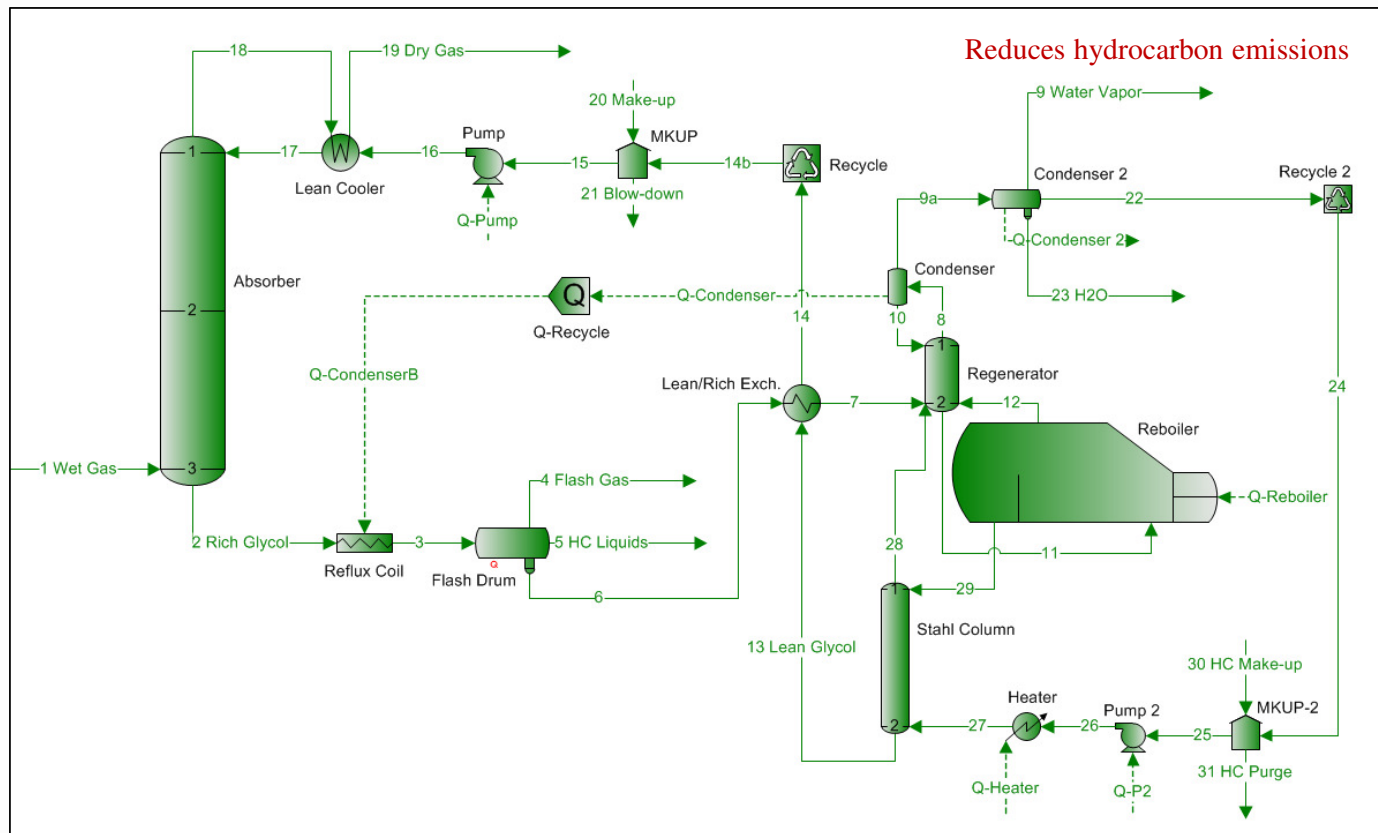 Reduces hydrocarbon emissions
18
19 Dry Gas
9 Water Vapor
20 Make-up
Pump
MKUP
1
17
16
15
14b
Recycle
Condenser 2
Recycle 2
Lean Cooler
21 Blow-down
9a
22
Q-Pump
Q-Condenser 2
Absorber
Condenser
2
Q
Q-Condenser
23 H2O
Q-Recycle
14
10
8
1
Q-CondenserB
Lean/Rich Exch.
Regenerator
24
7
2
12
Reboiler
1 Wet Gas
3
4 Flash Gas
Q-Reboiler
2 Rich Glycol
3
5 HC Liquids
28
11
Reflux Coil
Q
Flash Drum
6
1
29
Stahl Column
13 Lean Glycol
30 HC Make-up
Heater
Pump 2
MKUP-2
2
27
26
25
31 HC Purge
Q-Heater
Q-P2